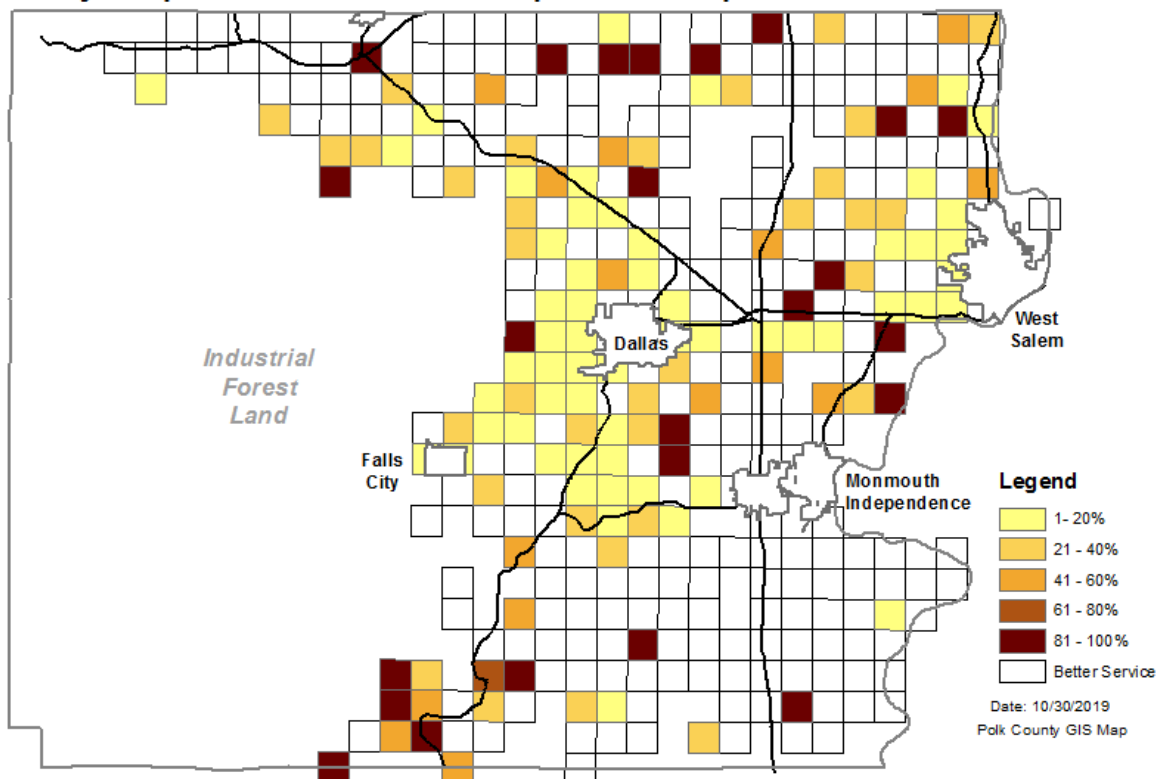 Industrial
Forest
Land
Dallas
West
Salem
Falls
City
Monmouth
Independence
Legend
1- 20%
21 - 40%
41 - 60%
61 - 80%
81 - 100%
Better Service
Date: 10/30/2019
Polk County GIS Map